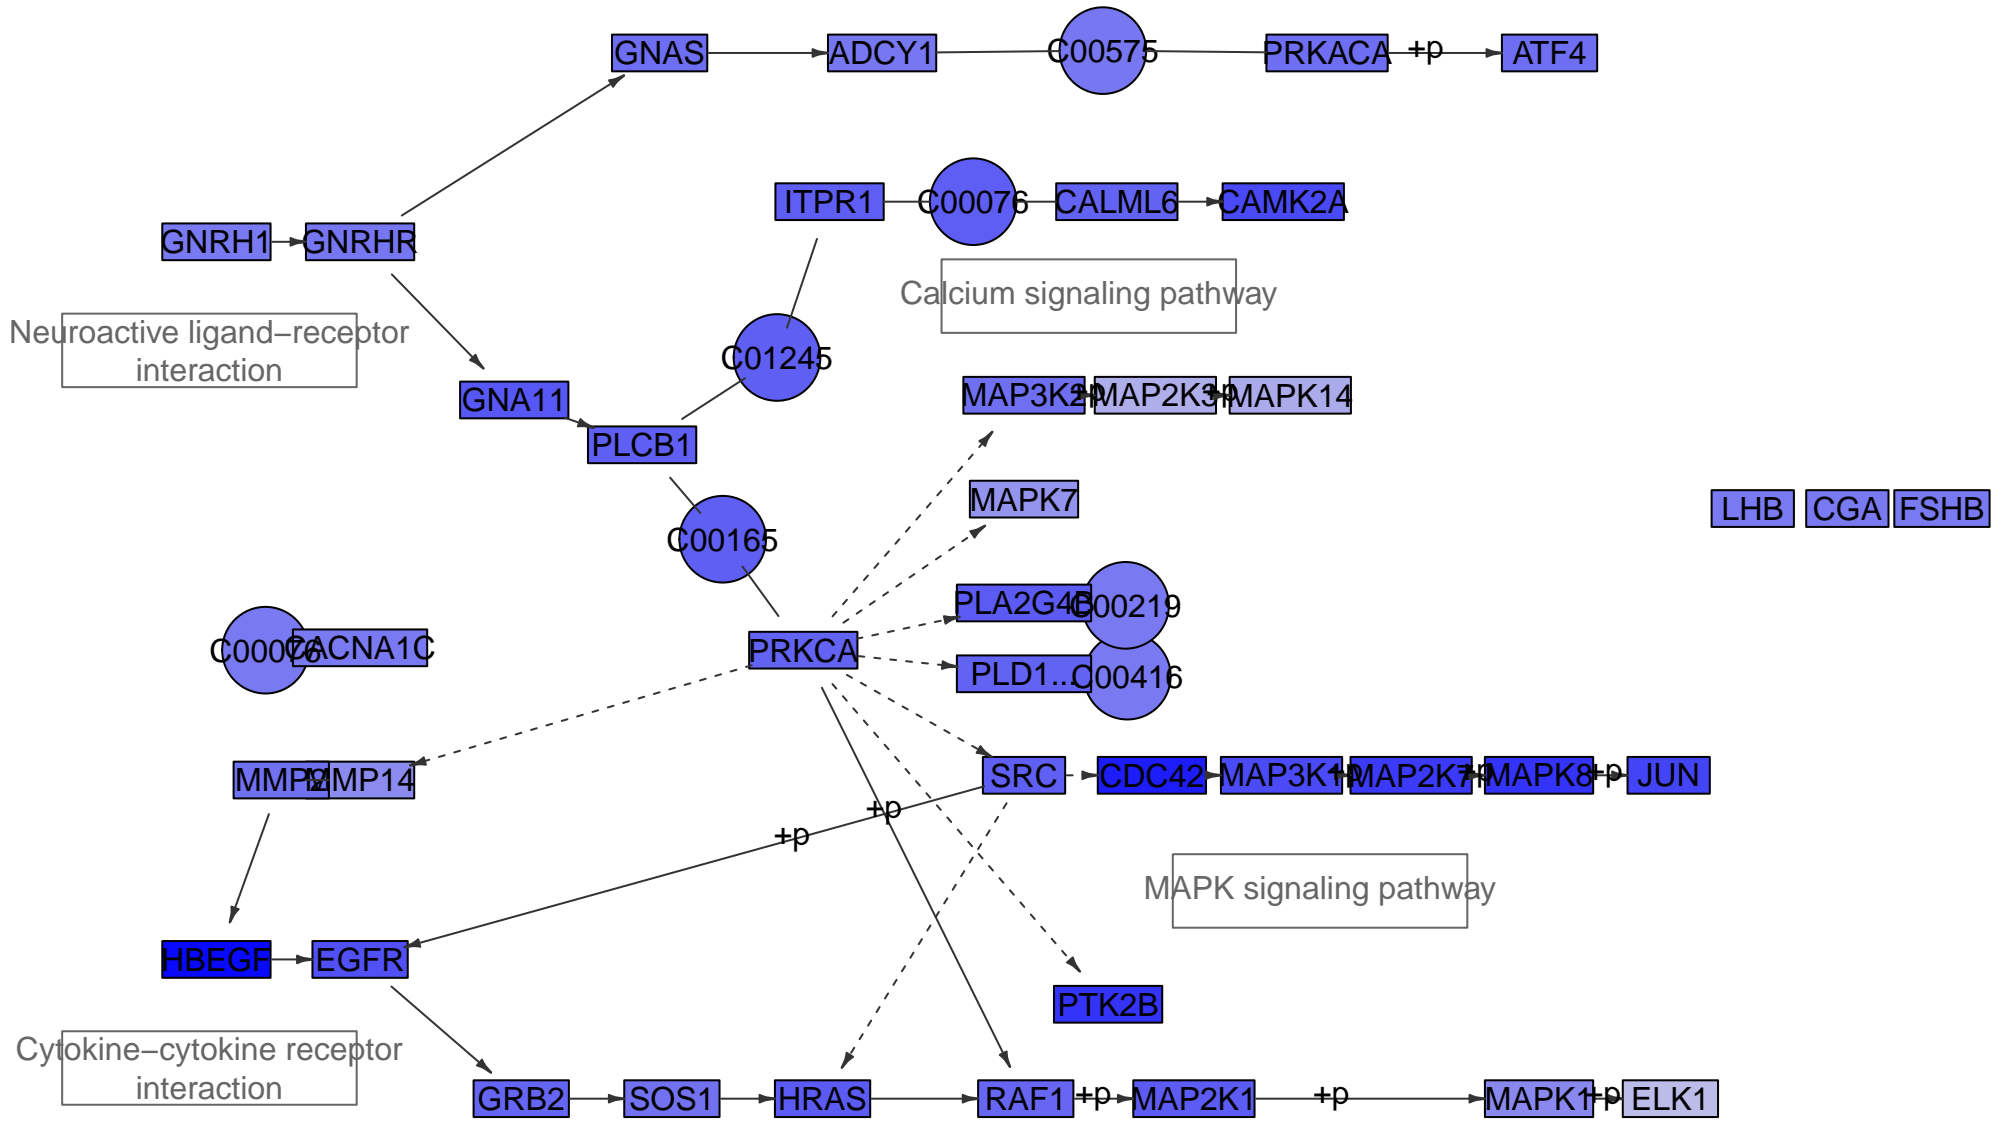 GNAS
ADCY1
C00575
PRKACA
+p
ATF4
ITPR1
C00076
CALML6
CAMK2A
GNRH1
GNRHR
Calcium signaling pathway
Neuroactive ligand–receptor
interaction
C01245
GNA11
MAP3K2
+p
MAP2K3
+p
MAPK14
PLCB1
MAPK7
LHB
CGA
FSHB
C00165
PLA2G4B
C00219
C00076
CACNA1C
PRKCA
PLD1...
C00416
MMP2
MMP14
SRC
CDC42
MAP3K1
+p
MAP2K7
+p
MAPK8
+p
JUN
+p
+p
MAPK signaling pathway
HBEGF
EGFR
PTK2B
Cytokine–cytokine receptor
interaction
GRB2
SOS1
HRAS
RAF1
+p
MAP2K1
+p
MAPK1
+p
ELK1